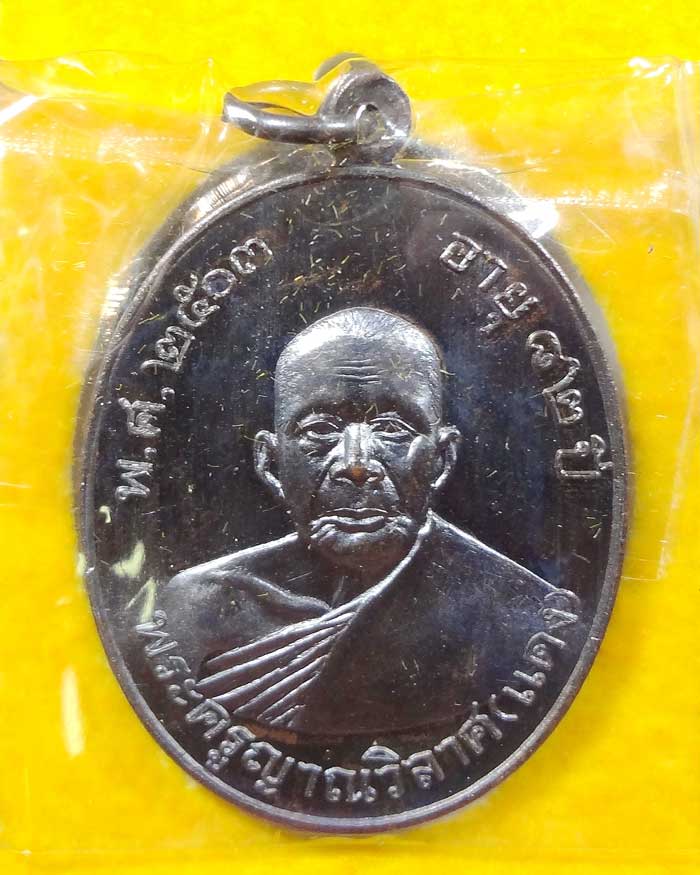 พ.ศ. ๒๕๐๓
อายุ ๘๒ ปี
พระครูญาณวิลาศ(แดง)